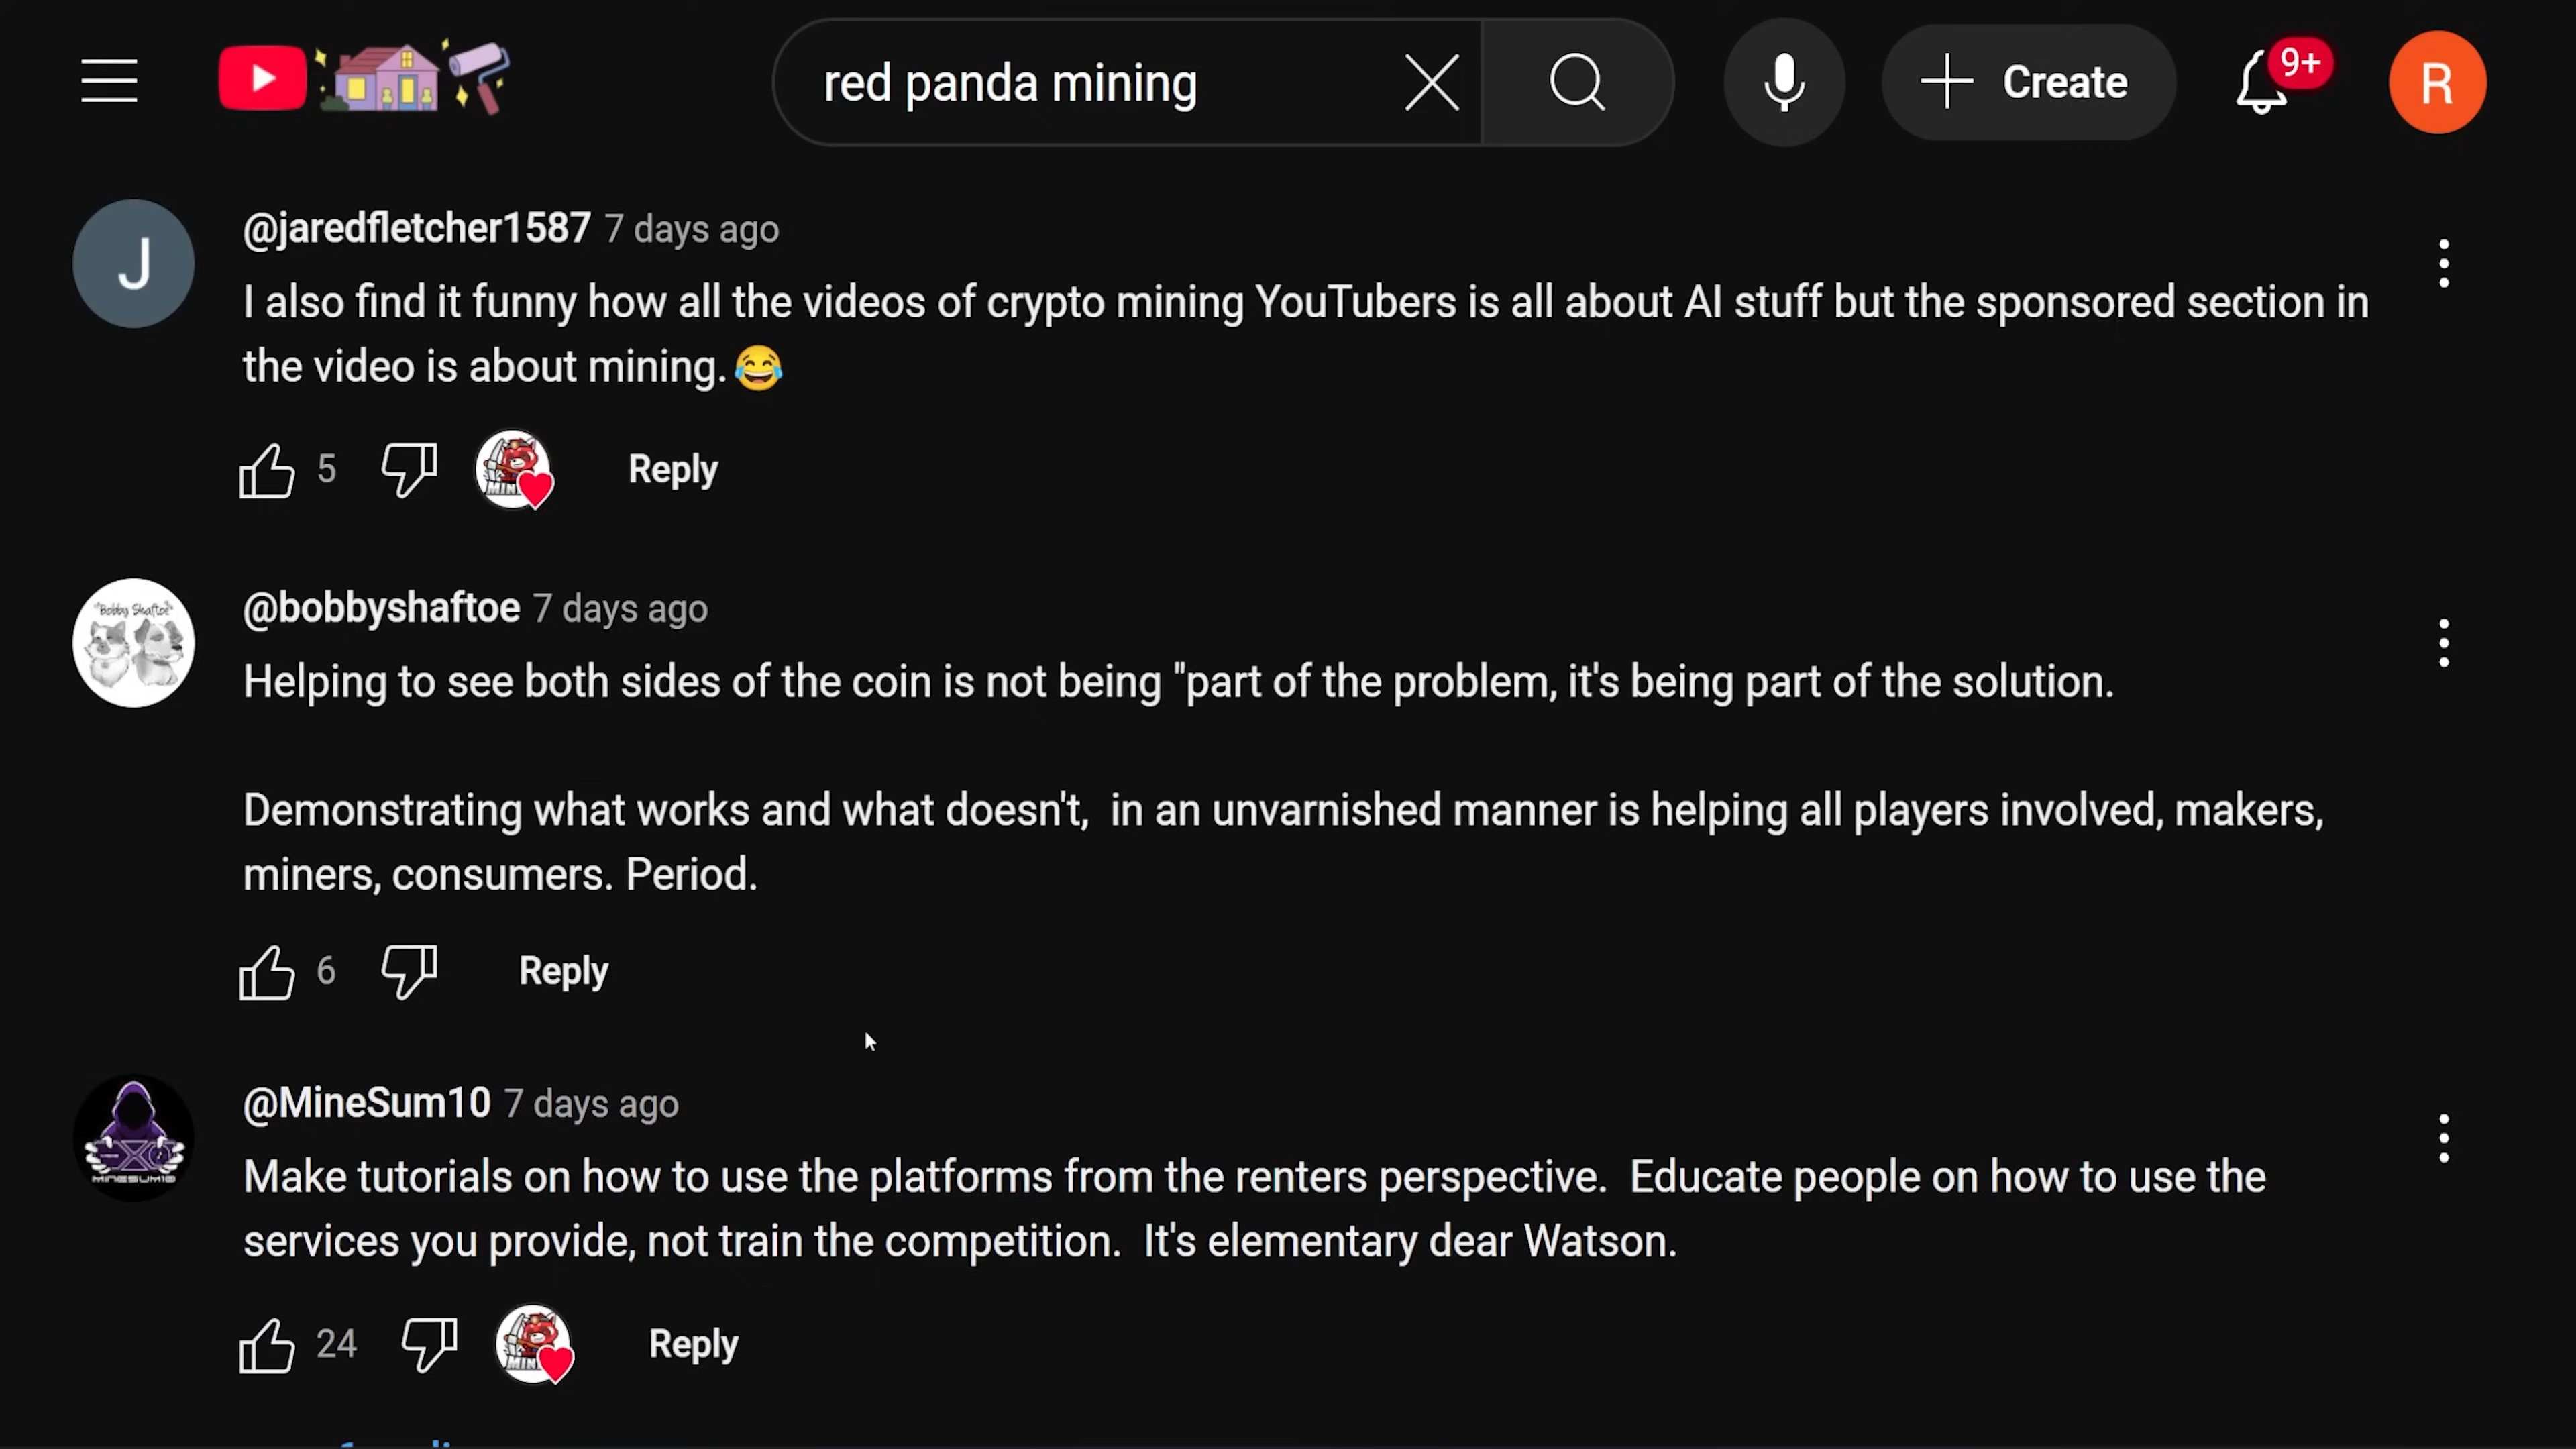 red panda mining
Create
9+
R
@jaredfletcher1587 7 days ago
J
I also find it funny how all the videos of crypto mining YouTubers is all about AI stuff but the sponsored section in
the video is about mining.😂
5
Reply
"Bobby Shaftoe"
@bobbyshaftoe 7 days ago
Helping to see both sides of the coin is not being "part of the problem, it's being part of the solution.
Demonstrating what works and what doesn't,  in an unvarnished manner is helping all players involved, makers,
miners, consumers. Period.
6
Reply
@MineSum10 7 days ago
MINESUM10
Make tutorials on how to use the platforms from the renters perspective.  Educate people on how to use the
services you provide, not train the competition.  It's elementary dear Watson.
24
Reply